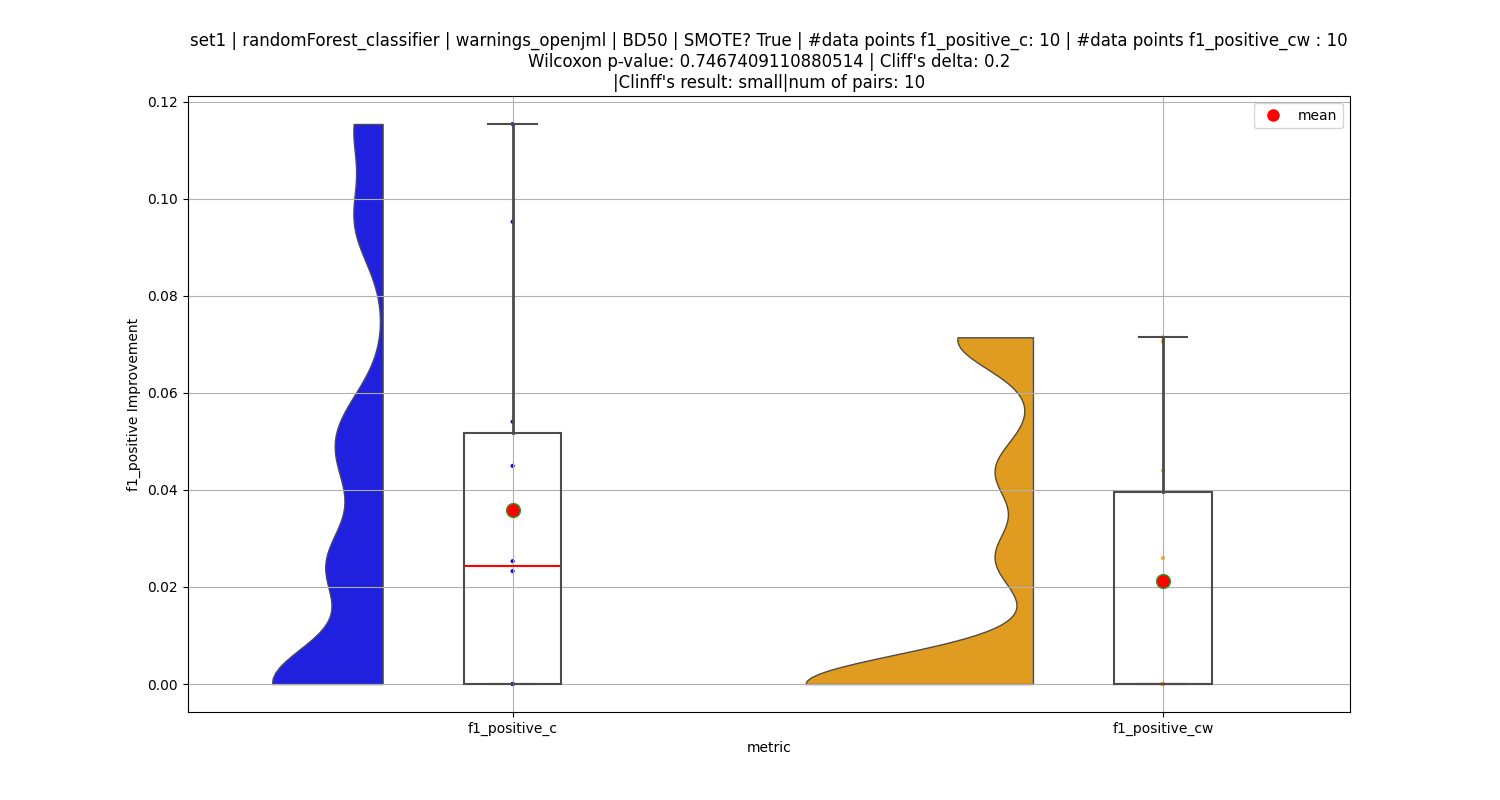 set1 | randomForest_classifier | warnings_openjml | BD50 | SMOTE? True | #data points f1_positive_c: 10 | #data points f1_positive_cw : 10
Wilcoxon p-value: 0.7467409110880514 | Cliff's delta: 0.2
|Clinff's result: small|num of pairs: 10
mean
0.12
0.10
0.08
0.06
0.04
0.02
0.00
f1_positive Improvement
f1_positive_c
f1_positive_cw
metric